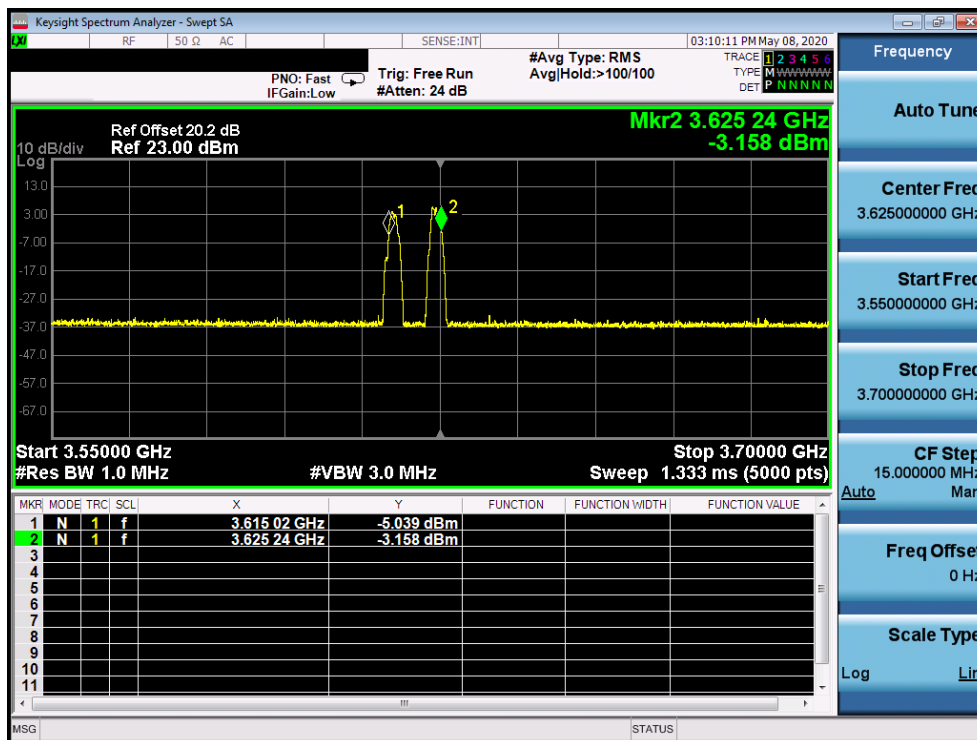 Keysight Spectrum Analyzer - Swept SA
LXI RF 50 Ω AC SENSE:INT 03:10:11 PM May 08, 2020
PNO: Fast
IFGain:Low
Trig: Free Run
#Atten: 24 dB
#Avg Type: RMS
Avg|Hold:>100/100
TRACE 1 2 3 4 5 6
TYPE M WWWWW
DET P N N N N N
Mkr2 3.625 24 GHz
-3.158 dBm
Ref Offset 20.2 dB
Ref 23.00 dBm
10 dB/div
Log
13.0
3.00
-7.00
-17.0
-27.0
-37.0
-47.0
-57.0
-67.0
1
2
Start 3.55000 GHz
Stop 3.70000 GHz
#Res BW 1.0 MHz
#VBW 3.0 MHz
Sweep 1.333 ms (5000 pts)
MKR MODE TRC SCL X Y FUNCTION FUNCTION WIDTH FUNCTION VALUE
1 N 1 f 3.615 02 GHz -5.039 dBm
2 N 1 f 3.625 24 GHz -3.158 dBm
3
4
5
6
7
8
9
10
11
MSG
STATUS
Frequency
Auto Tune
Center Freq
3.625000000 GHz
Start Freq
3.550000000 GHz
Stop Freq
3.700000000 GHz
CF Step
15.000000 MHz
Auto Man
Freq Offset
0 Hz
Scale Type
Log Lin